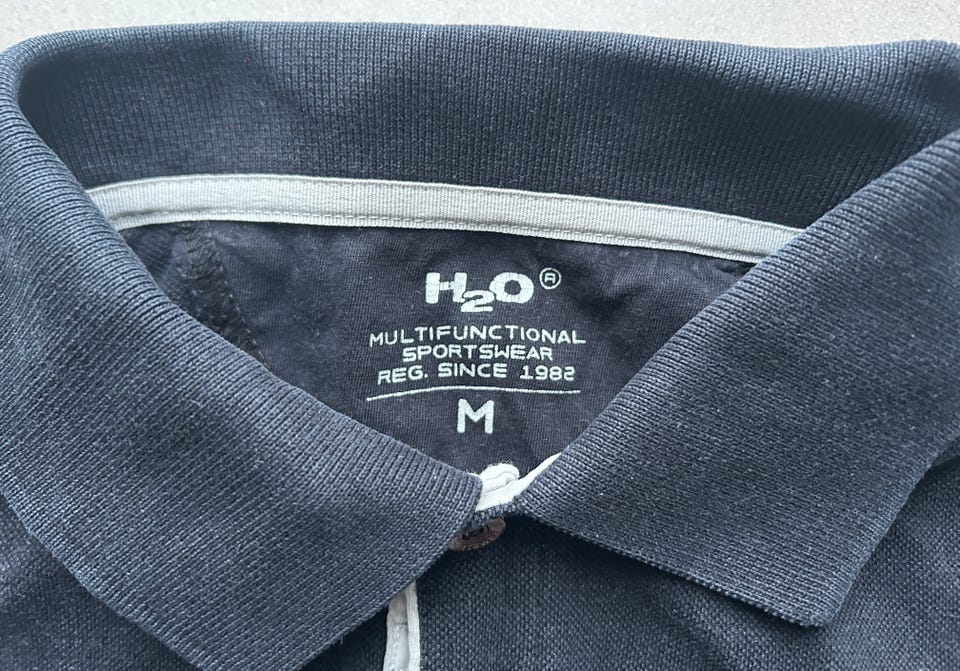 H2O®
MULTIFUNCTIONAL
SPORTSWEAR
REG. SINCE 1982
M